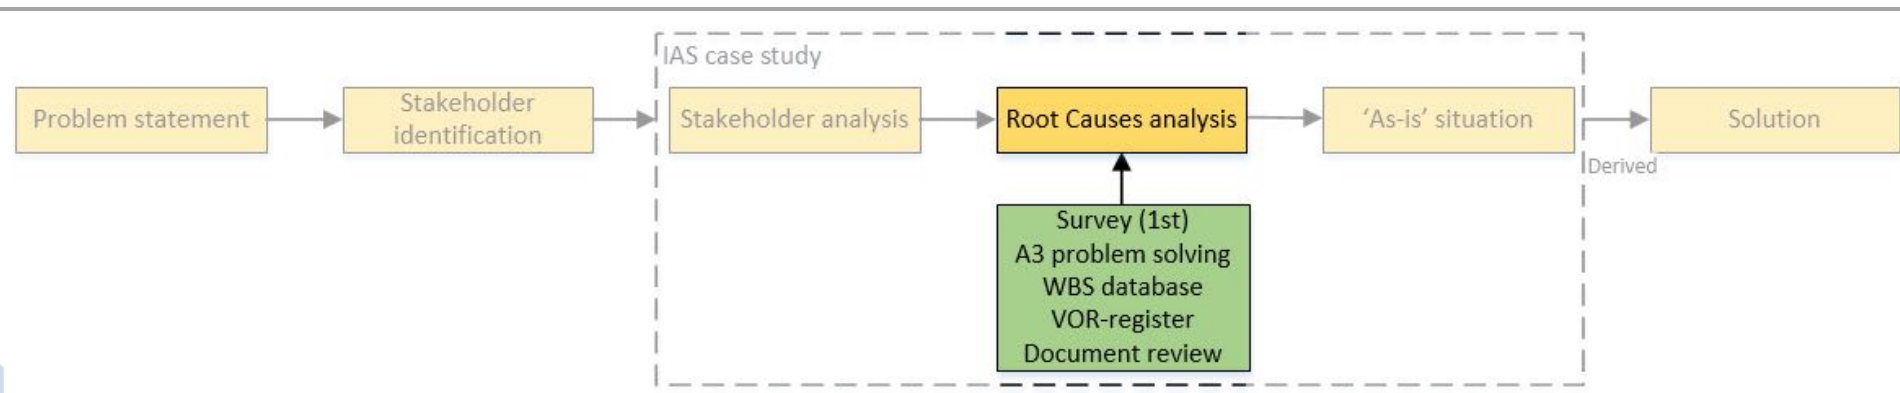 IAS case study
Problem statement
Stakeholder
identification
Stakeholder analysis
Root Causes analysis
‘As-is’ situation
Solution
Derived
Survey (1st)
A3 problem solving
WBS database
VOR-register
Document review